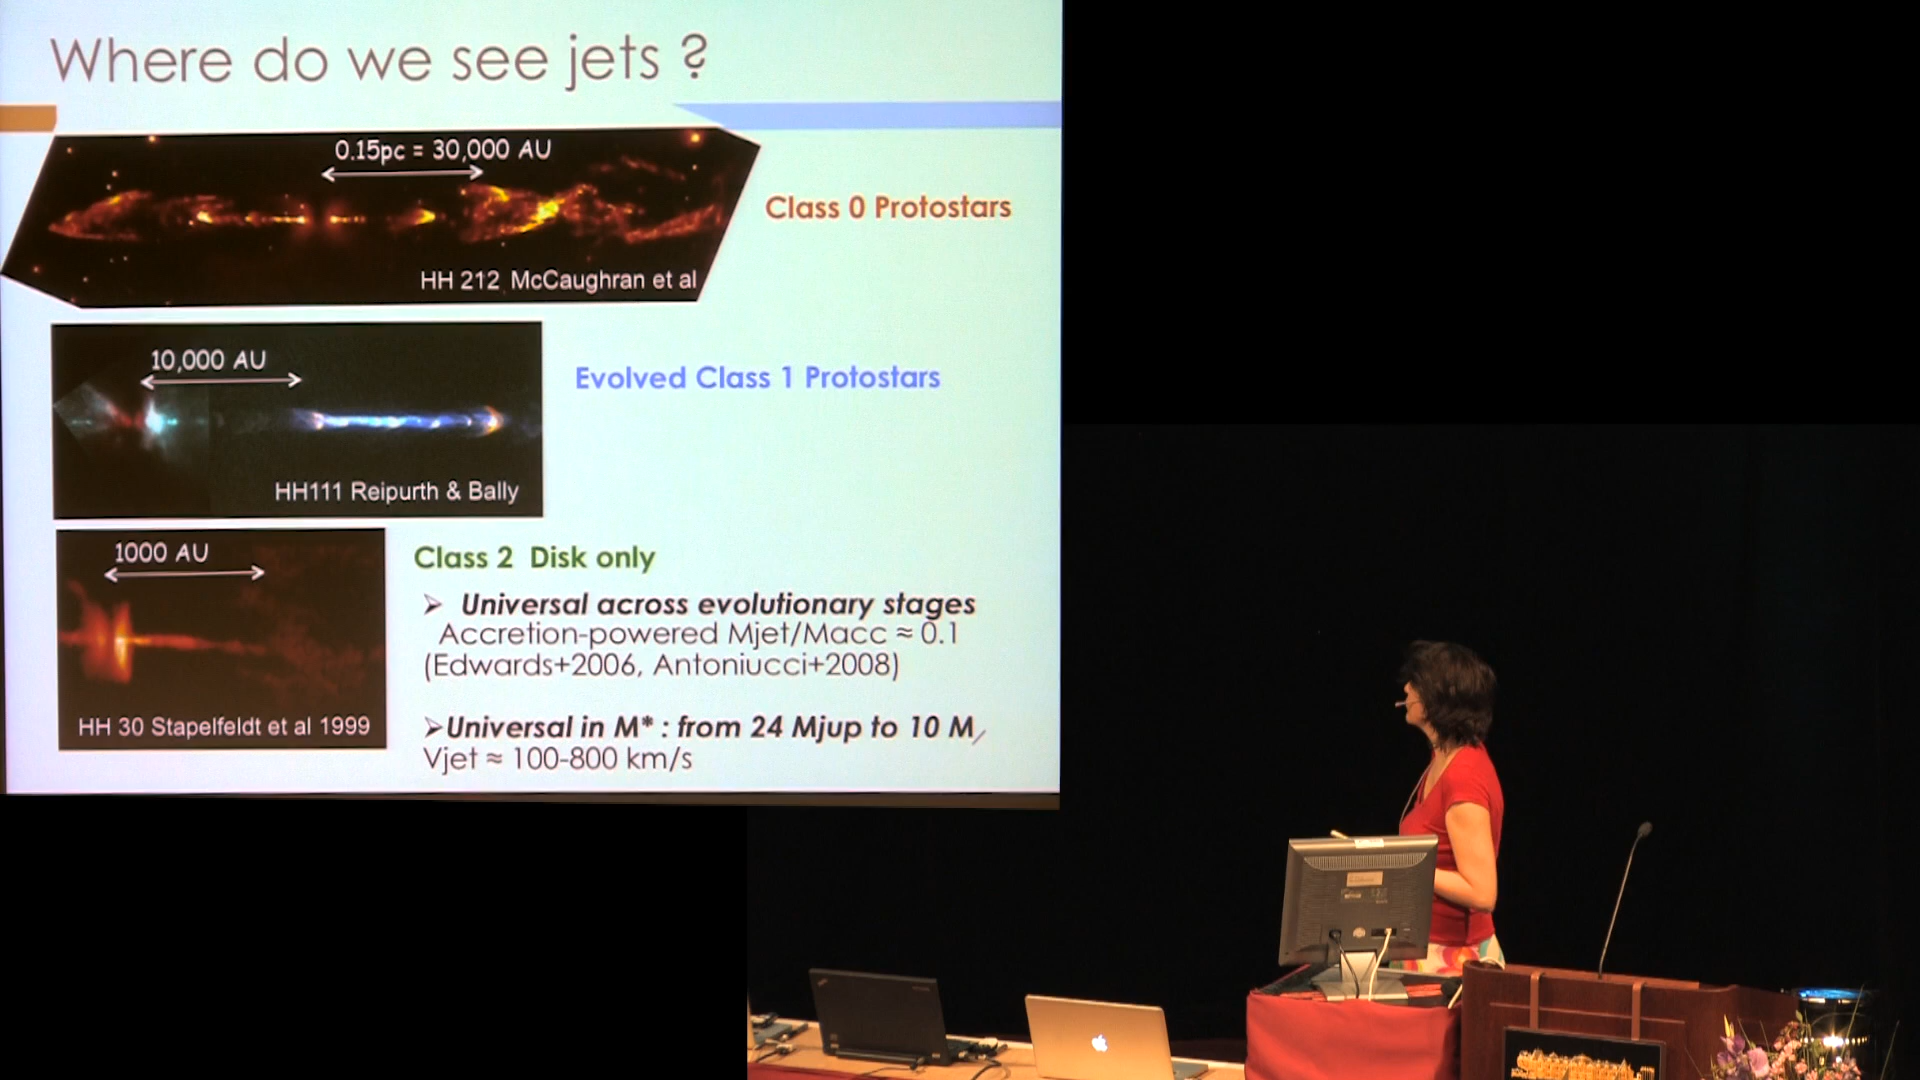 Where do we see jets ?
0.15pc = 30,000 AU
Class 0 Protostars
HH 212 McCaughran et al
10,000 AU
Evolved Class 1 Protostars
HH111 Reipurth & Bally
1000 AU
Class 2 Disk only
➢ Universal across evolutionary stages
Accretion-powered Mjet/Macc ≈ 0.1
(Edwards+2006, Antoniucci+2008)
HH 30 Stapelfeldt et al 1999
➢Universal in M* : from 24 Mjup to 10 M
Vjet ≈ 100-800 km/s